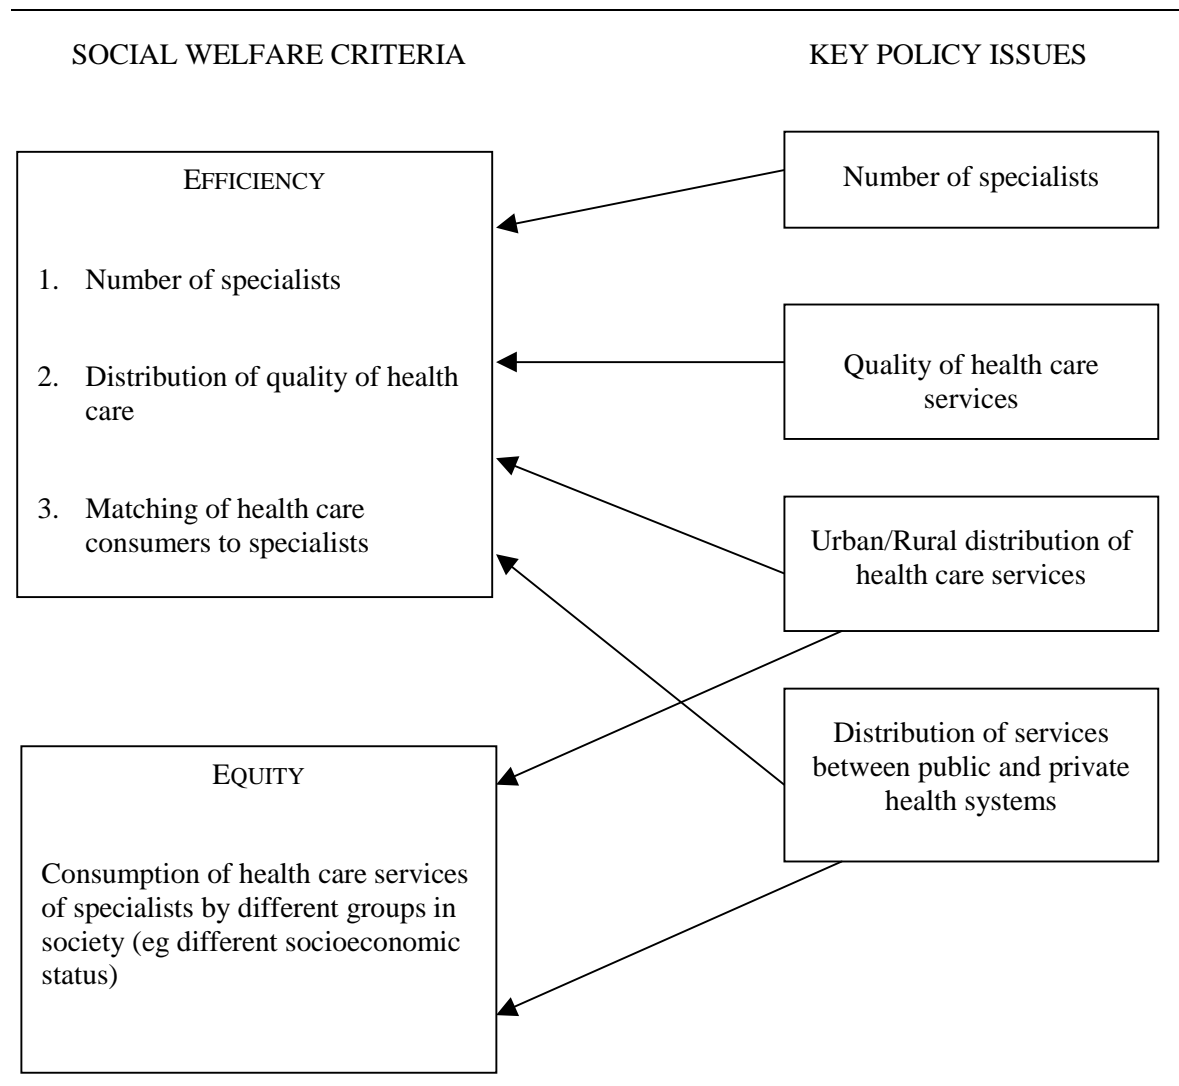 SOCIAL WELFARE CRITERIA
KEY POLICY ISSUES
EFFICIENCY
1. Number of specialists
2. Distribution of quality of health
care
3. Matching of health care
consumers to specialists
EQUITY
Consumption of health care services
of specialists by different groups in
society (eg different socioeconomic
status)
Number of specialists
Quality of health care
services
Urban/Rural distribution of
health care services
Distribution of services
between public and private
health systems